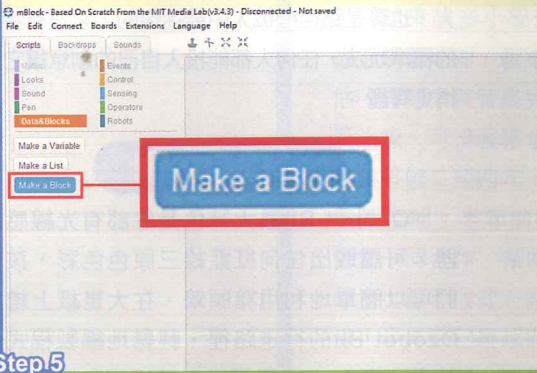 mBlock - Based On Scratch From the MIT Media Lab(v3.4.3) - Disconnected - Not saved
File Edit Connect Boards Extensions Language Help
Scripts Backdrops Sounds
Motion Events
Looks Control
Sound Sensing
Pen Operators
Data&Blocks Robots
Make a Variable
Make a List
Make a Block
Make a Block
Step.5